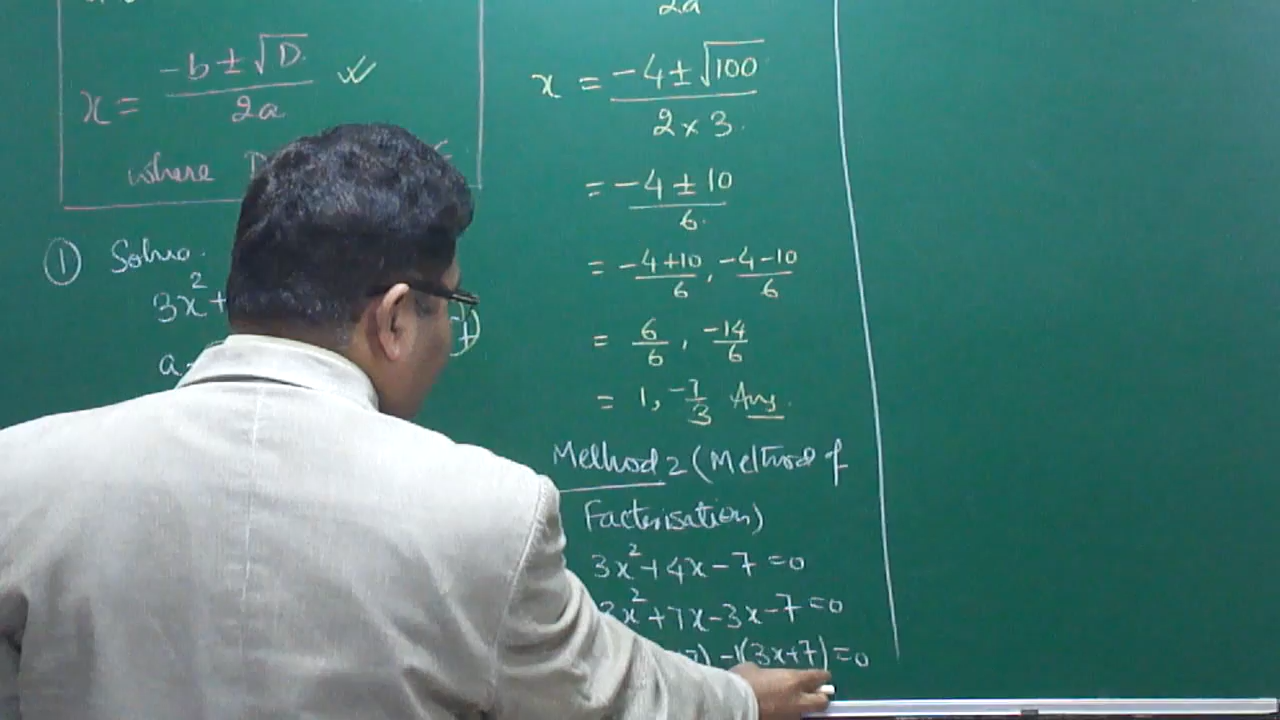 x = -b ± √D / 2a
where D
① Solve.
3x² +
a
2a
x = -4 ± √100 / 2 × 3
= -4 ± 10 / 6
= -4+10 / 6, -4-10 / 6
= 6/6, -14/6
= 1, -7/3 Ans.
Method 2 (Method of
Factorisation)
3x² + 4x - 7 = 0
3x² + 7x - 3x - 7 = 0
+7) -1(3x+7) = 0